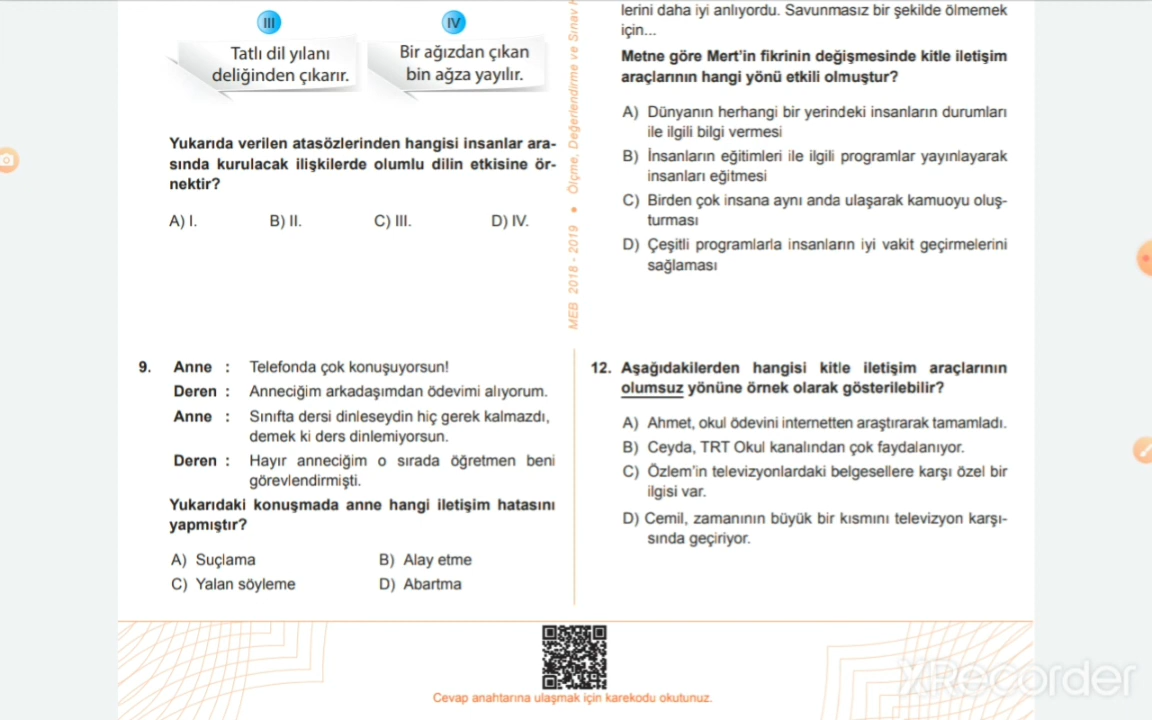 III
IV
Tatlı dil yılanı
deliğinden çıkarır.
Bir ağızdan çıkan
bin ağza yayılır.
Yukarıda verilen atasözlerinden hangisi insanlar ara-
sında kurulacak ilişkilerde olumlu dilin etkisine ör-
nektir?
A) I.
B) II.
C) III.
D) IV.
9. Anne : Telefonda çok konuşuyorsun!
Deren : Anneciğim arkadaşımdan ödevimi alıyorum.
Anne : Sınıfta dersi dinleseydin hiç gerek kalmazdı,
demek ki ders dinlemiyorsun.
Deren : Hayır anneciğim o sırada öğretmen beni
görevlendirmişti.
Yukarıdaki konuşmada anne hangi iletişim hatasını
yapmıştır?
A) Suçlama
B) Alay etme
C) Yalan söyleme
D) Abartma
MEB 2018 - 2019 • Ölçme, Değerlendirme ve Sınav
lerini daha iyi anlıyordu. Savunmasız bir şekilde ölmemek
için...
Metne göre Mert'in fikrinin değişmesinde kitle iletişim
araçlarının hangi yönü etkili olmuştur?
A) Dünyanın herhangi bir yerindeki insanların durumları
ile ilgili bilgi vermesi
B) İnsanların eğitimleri ile ilgili programlar yayınlayarak
insanları eğitmesi
C) Birden çok insana aynı anda ulaşarak kamuoyu oluş-
turması
D) Çeşitli programlarla insanların iyi vakit geçirmelerini
sağlaması
12. Aşağıdakilerden hangisi kitle iletişim araçlarının
olumsuz yönüne örnek olarak gösterilebilir?
A) Ahmet, okul ödevini internetten araştırarak tamamladı.
B) Ceyda, TRT Okul kanalından çok faydalanıyor.
C) Özlem'in televizyonlardaki belgesellere karşı özel bir
ilgisi var.
D) Cemil, zamanının büyük bir kısmını televizyon karşı-
sında geçiriyor.
Cevap anahtarına ulaşmak için karekodu okutunuz.
XRecorder